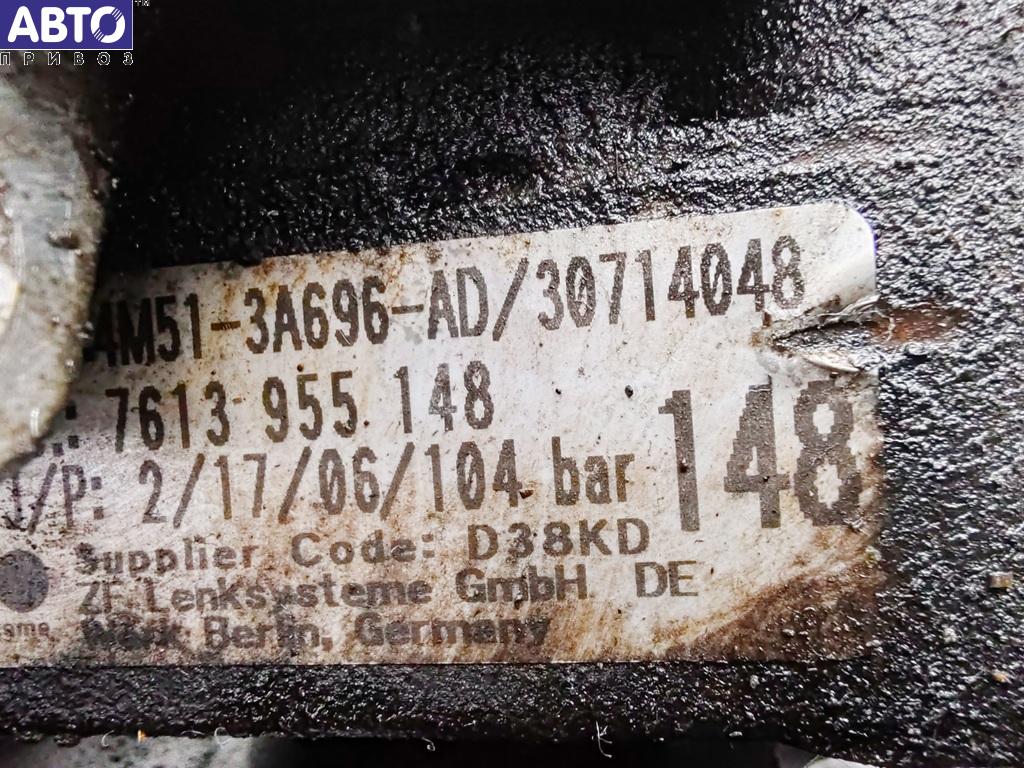 АВТО™
ПРИВОЗ
4M51-3A696-AD/30714048
7613 955 148
/P: 2/17/06/104 bar
148
Supplier Code: D38KD
ZF Lenksysteme GmbH DE
Werk Berlin, Germany